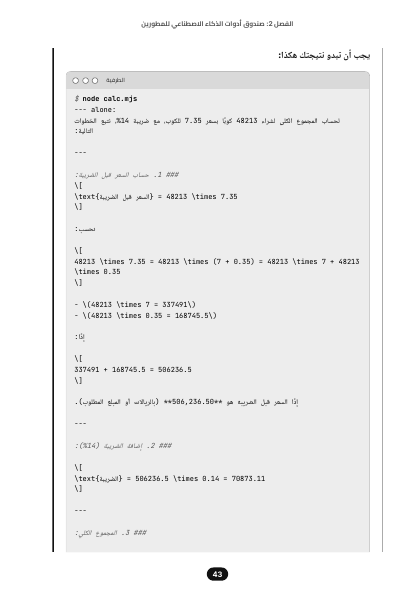 الفصل 2: صندوق أدوات الذكاء الاصطناعي للمطورين
يجب أن تبدو نتيجتك هكذا:
الطرفية
$ node calc.mjs
--- alone:
لحساب المجموع الكلي لشراء 48213 كوبًا بسعر 7.35 للكوب، مع ضريبة 14%، نتبع الخطوات
التالية:
---
### 1. حساب السعر قبل الضريبة:
\[
\text{السعر قبل الضريبة} = 48213 \times 7.35
\]
نحسب:
\[
48213 \times 7.35 = 48213 \times (7 + 0.35) = 48213 \times 7 + 48213
\times 0.35
\]
- \(48213 \times 7 = 337491\)
- \(48213 \times 0.35 = 168745.5\)
إذًا:
\[
337491 + 168745.5 = 506236.5
\]
إذًا السعر قبل الضريبة هو **506,236.50** (بالريالات أو المبلغ المطلوب).
---
### 2. إضافة الضريبة (14%):
\[
\text{الضريبة} = 506236.5 \times 0.14 = 70873.11
\]
---
### 3. المجموع الكلي:
43